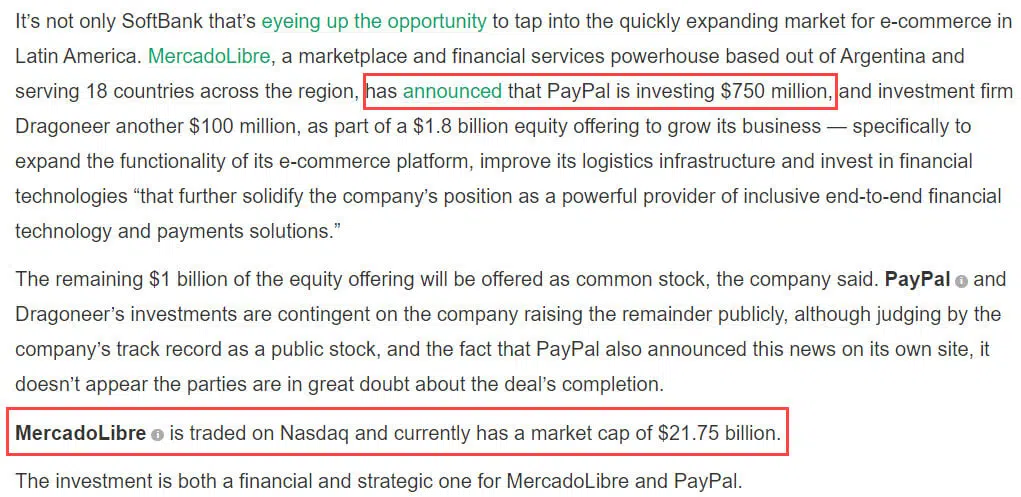 It’s not only SoftBank that’s eyeing up the opportunity to tap into the quickly expanding market for e-commerce in
Latin America. MercadoLibre, a marketplace and financial services powerhouse based out of Argentina and
serving 18 countries across the region, has announced that PayPal is investing $750 million, and investment firm
Dragoneer another $100 million, as part of a $1.8 billion equity offering to grow its business — specifically to
expand the functionality of its e-commerce platform, improve its logistics infrastructure and invest in financial
technologies “that further solidify the company’s position as a powerful provider of inclusive end-to-end financial
technology and payments solutions.”
The remaining $1 billion of the equity offering will be offered as common stock, the company said. PayPal i and
Dragoneer’s investments are contingent on the company raising the remainder publicly, although judging by the
company’s track record as a public stock, and the fact that PayPal also announced this news on its own site, it
doesn’t appear the parties are in great doubt about the deal’s completion.
MercadoLibre i is traded on Nasdaq and currently has a market cap of $21.75 billion.
The investment is both a financial and strategic one for MercadoLibre and PayPal.